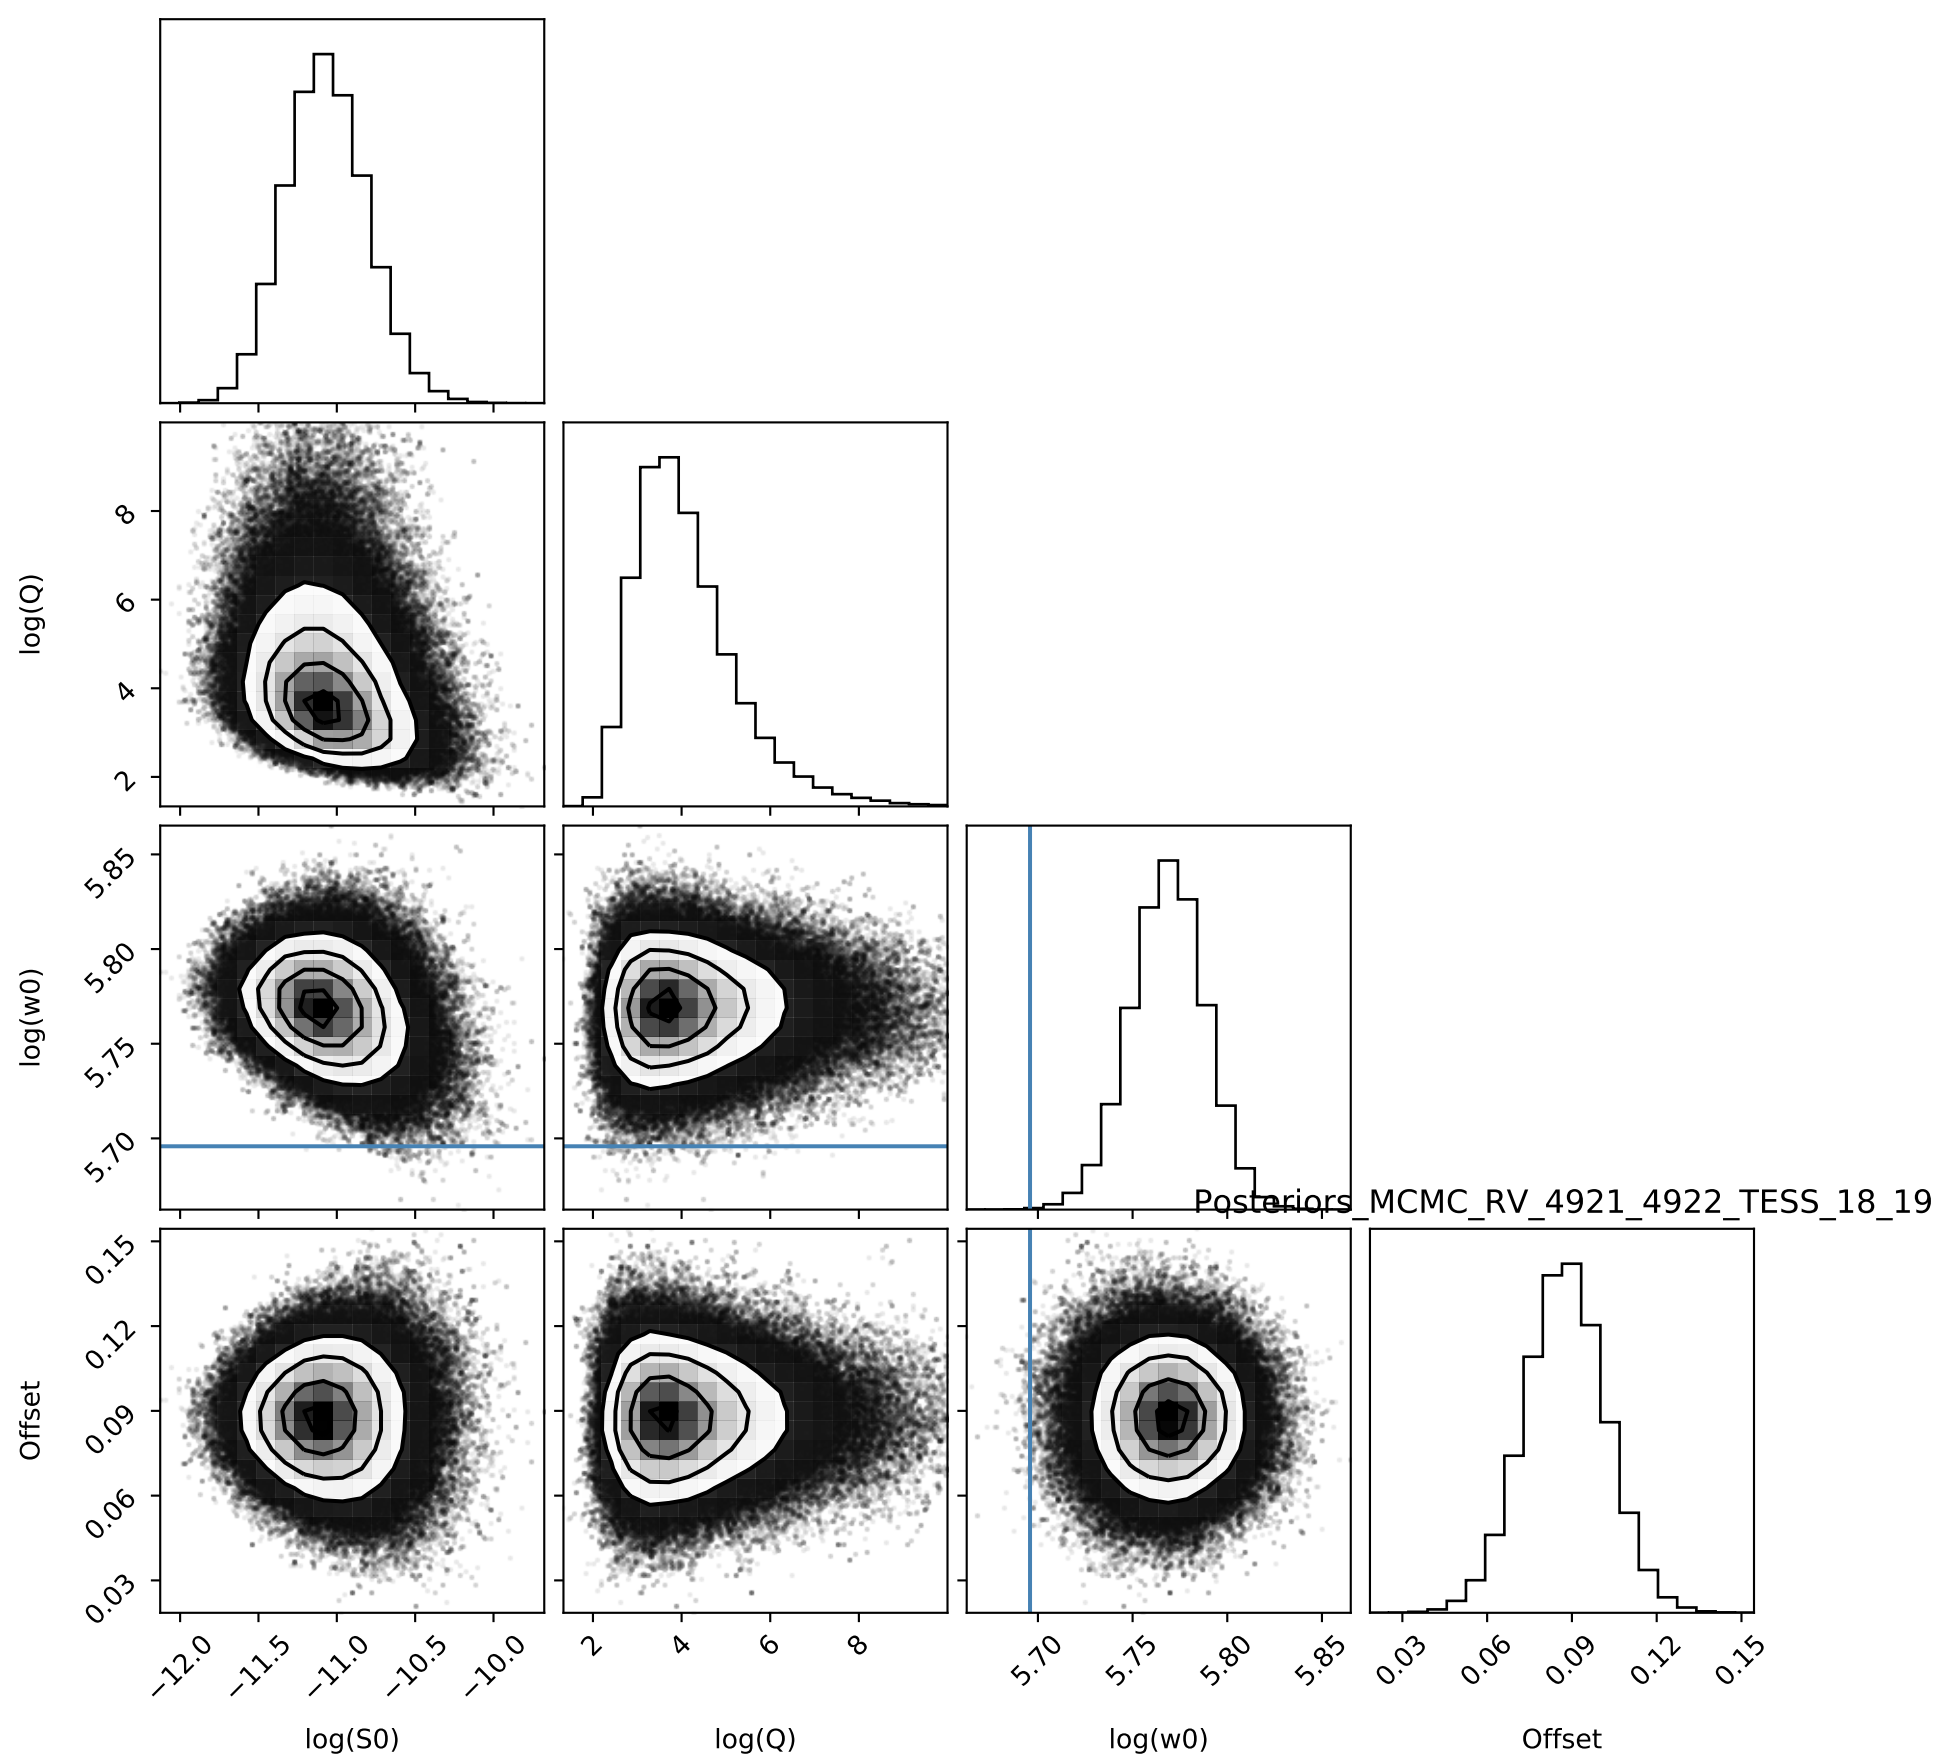 log(Q)
8
6
4
2
log(w0)
5.85
5.80
5.75
5.70
Posteriors_MCMC_RV_4921_4922_TESS_18_19
Offset
0.15
0.12
0.09
0.06
0.03
−12.0 −11.5 −11.0 −10.5 −10.0
2 4 6 8
5.70 5.75 5.80 5.85
0.03 0.06 0.09 0.12 0.15
log(S0)
log(Q)
log(w0)
Offset